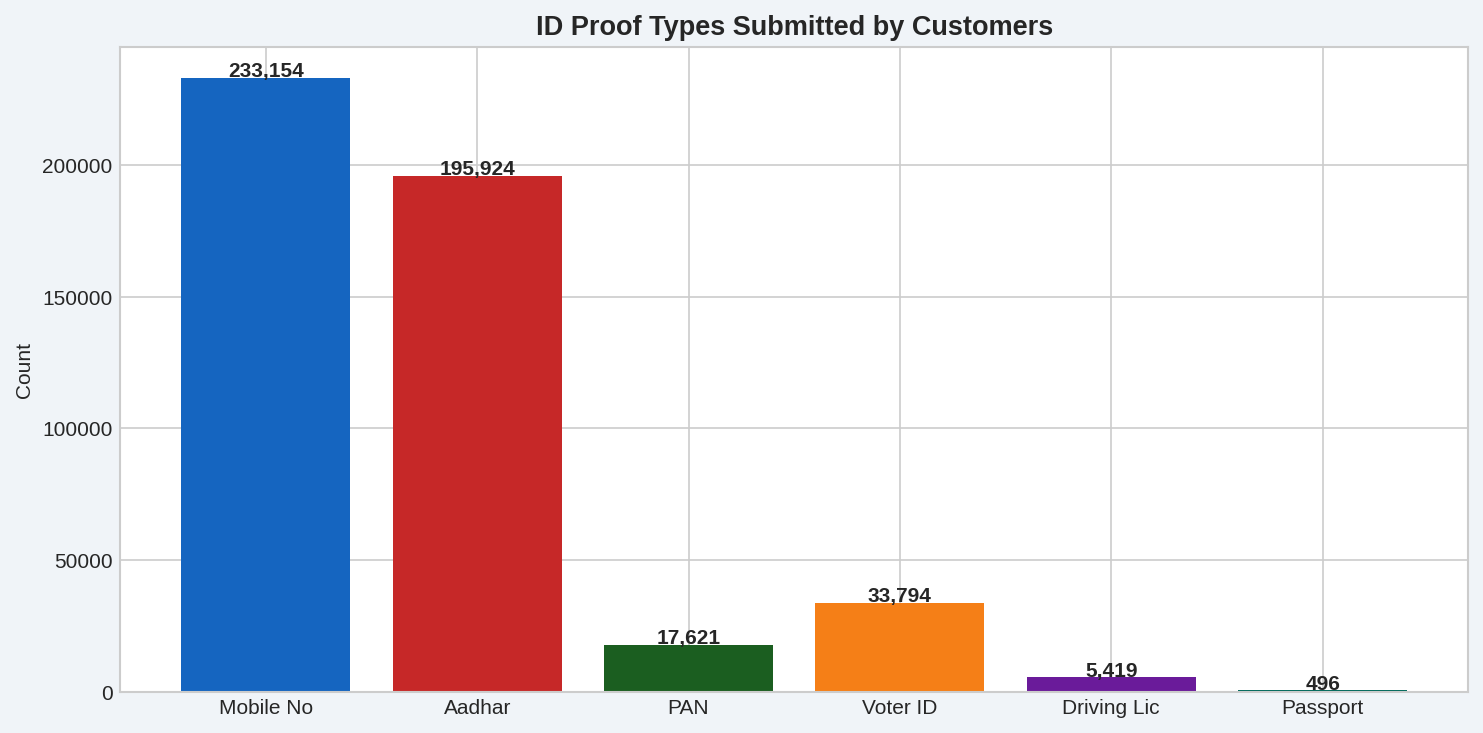 ID Proof Types Submitted by Customers
233,154
195,924
17,621
33,794
5,419
496
200000
150000
100000
50000
0
Count
Mobile No
Aadhar
PAN
Voter ID
Driving Lic
Passport